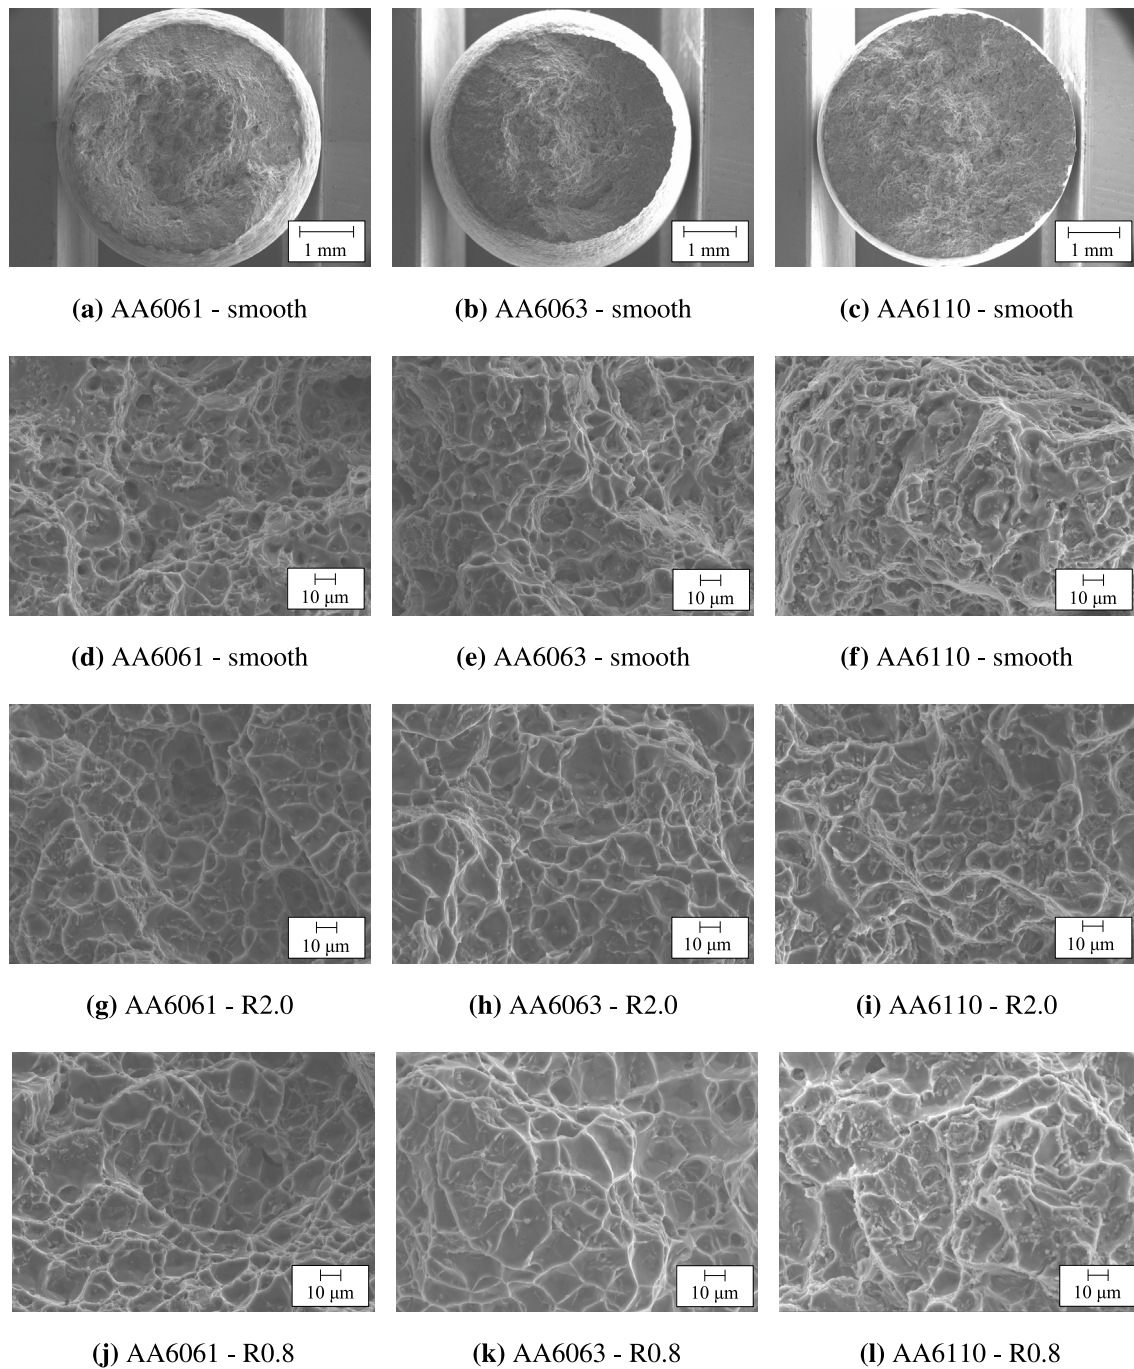 1 mm
1 mm
1 mm
(a) AA6061 - smooth
(b) AA6063 - smooth
(c) AA6110 - smooth
10 µm
10 µm
10 µm
(d) AA6061 - smooth
(e) AA6063 - smooth
(f) AA6110 - smooth
10 µm
10 µm
10 µm
(g) AA6061 - R2.0
(h) AA6063 - R2.0
(i) AA6110 - R2.0
10 µm
10 µm
10 µm
(j) AA6061 - R0.8
(k) AA6063 - R0.8
(l) AA6110 - R0.8